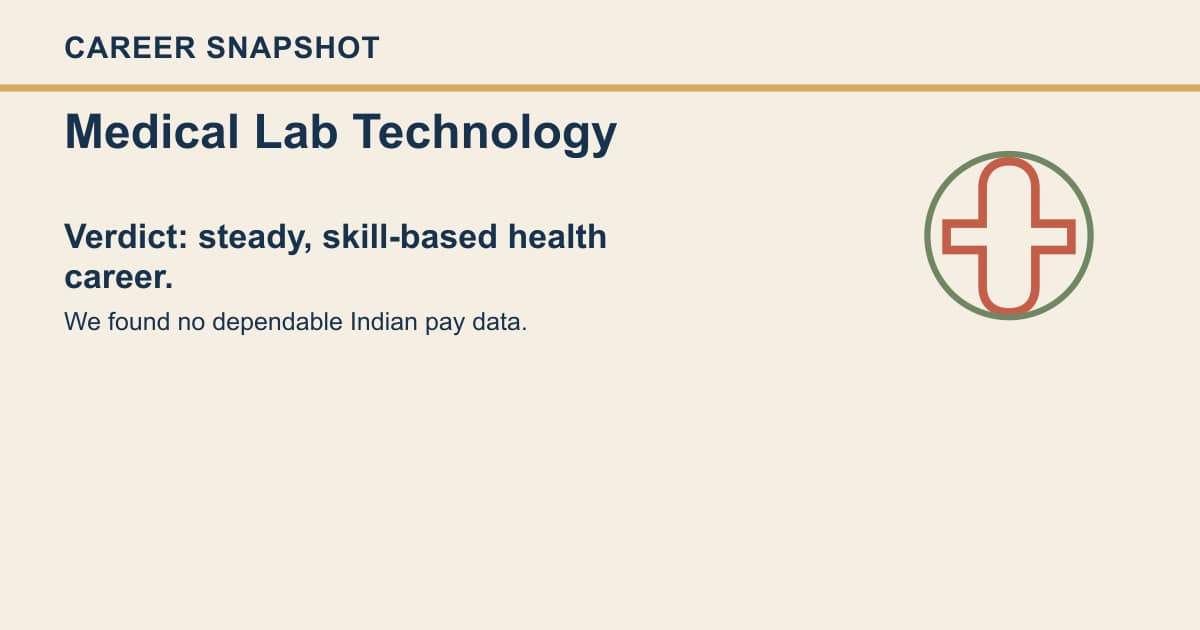 CAREER SNAPSHOT
Medical Lab Technology
Verdict: steady, skill-based health
career.
We found no dependable Indian pay data.